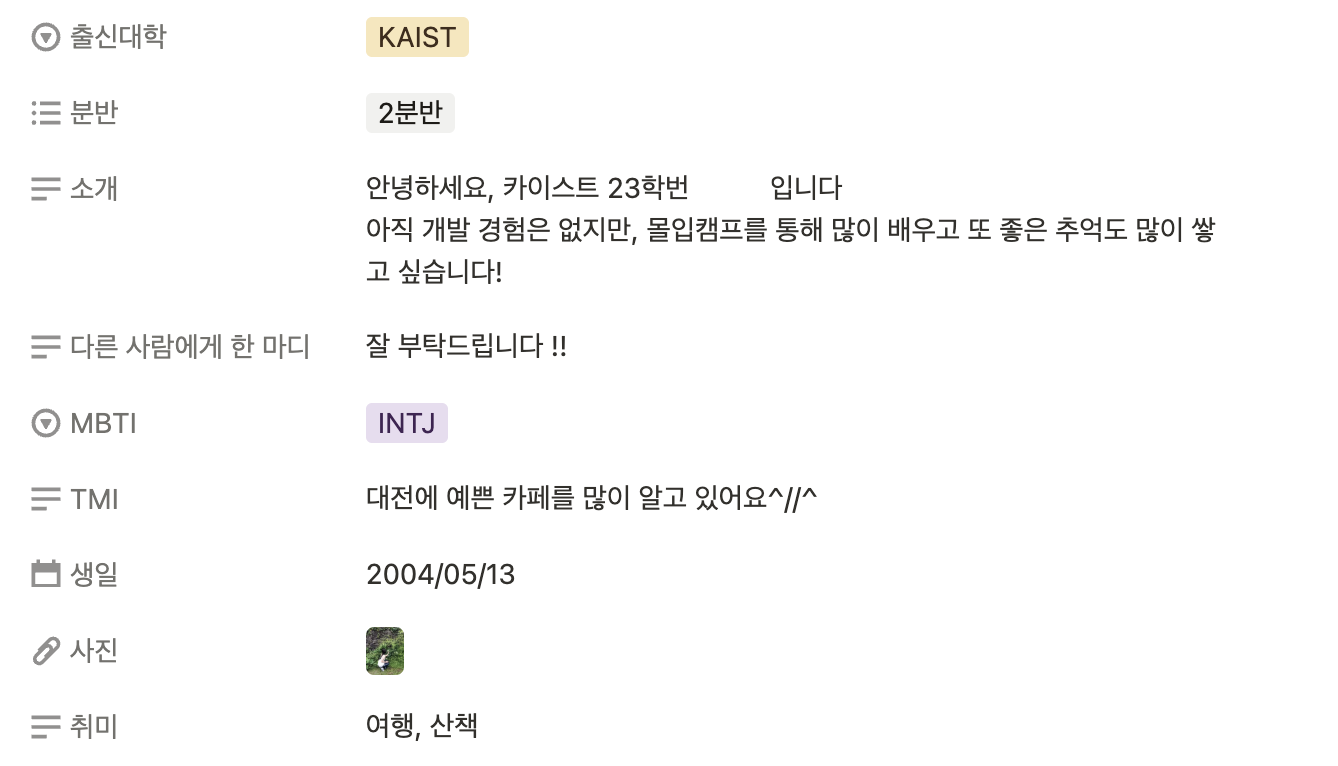 출신대학 KAIST
분반 2분반
소개 안녕하세요, 카이스트 23학번 입니다
아직 개발 경험은 없지만, 몰입캠프를 통해 많이 배우고 또 좋은 추억도 많이 쌓
고 싶습니다!
다른 사람에게 한 마디 잘 부탁드립니다 !!
MBTI INTJ
TMI 대전에 예쁜 카페를 많이 알고 있어요^//^
생일 2004/05/13
사진
취미 여행, 산책